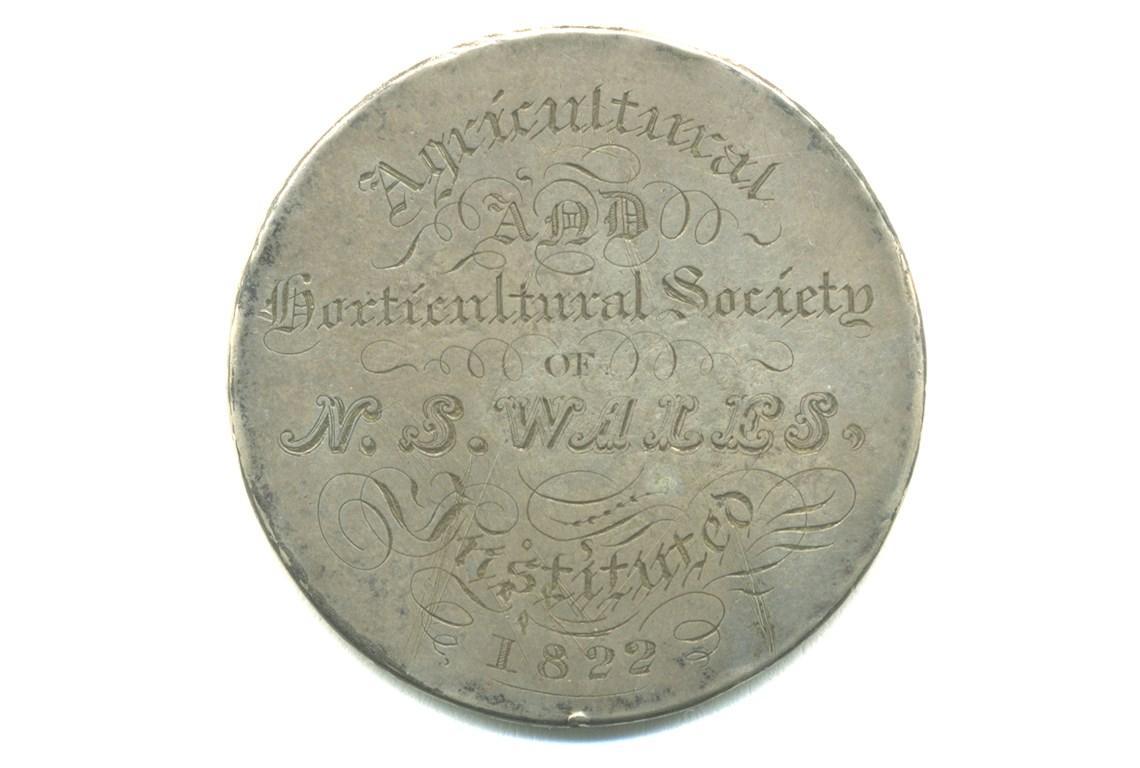 Agricultural
AND
Horticultural Society
OF
N. S. WALES,
Instituted
1822